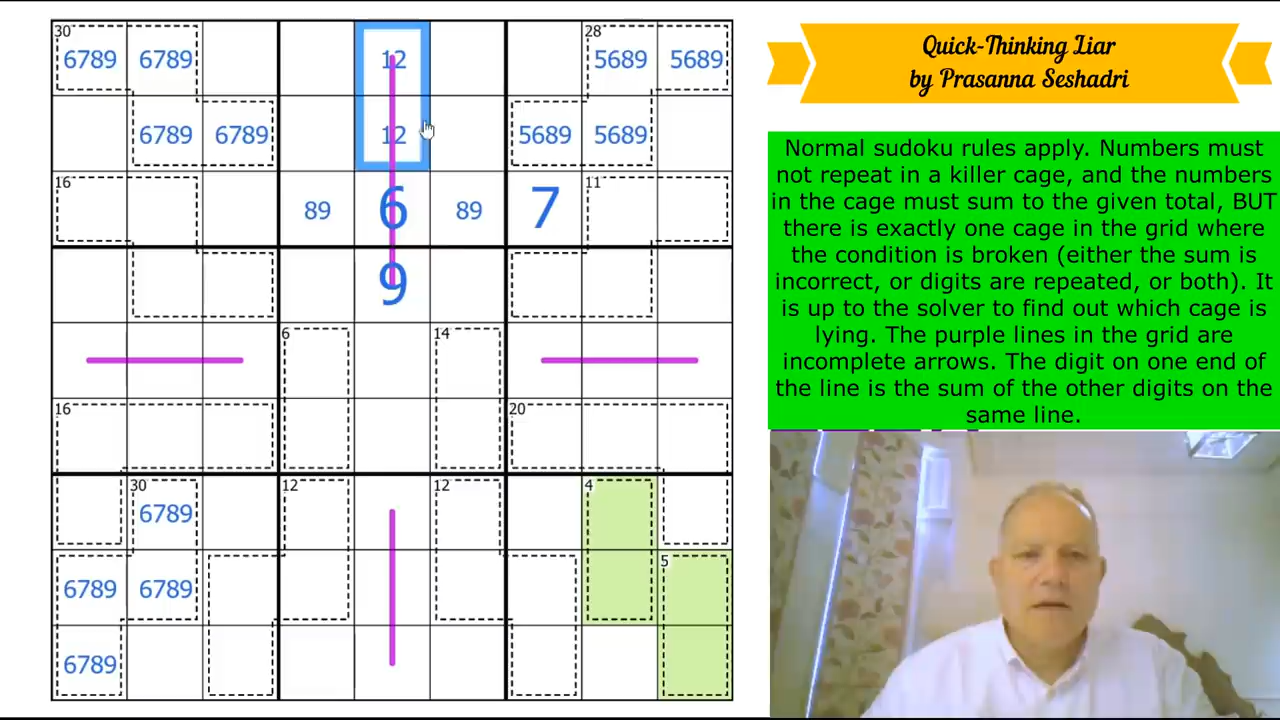 Quick-Thinking Liar
by Prasanna Seshadri
Normal sudoku rules apply. Numbers must
not repeat in a killer cage, and the numbers
in the cage must sum to the given total, BUT
there is exactly one cage in the grid where
the condition is broken (either the sum is
incorrect, or digits are repeated, or both). It
is up to the solver to find out which cage is
lying. The purple lines in the grid are
incomplete arrows. The digit on one end of
the line is the sum of the other digits on the
same line.
30 28
6789 6789 12 5689 5689
6789 6789 12 5689 5689
16 11
89 6 89 7
9
6 14
16 20
30 12 12 4
6789
5
6789 6789
6789